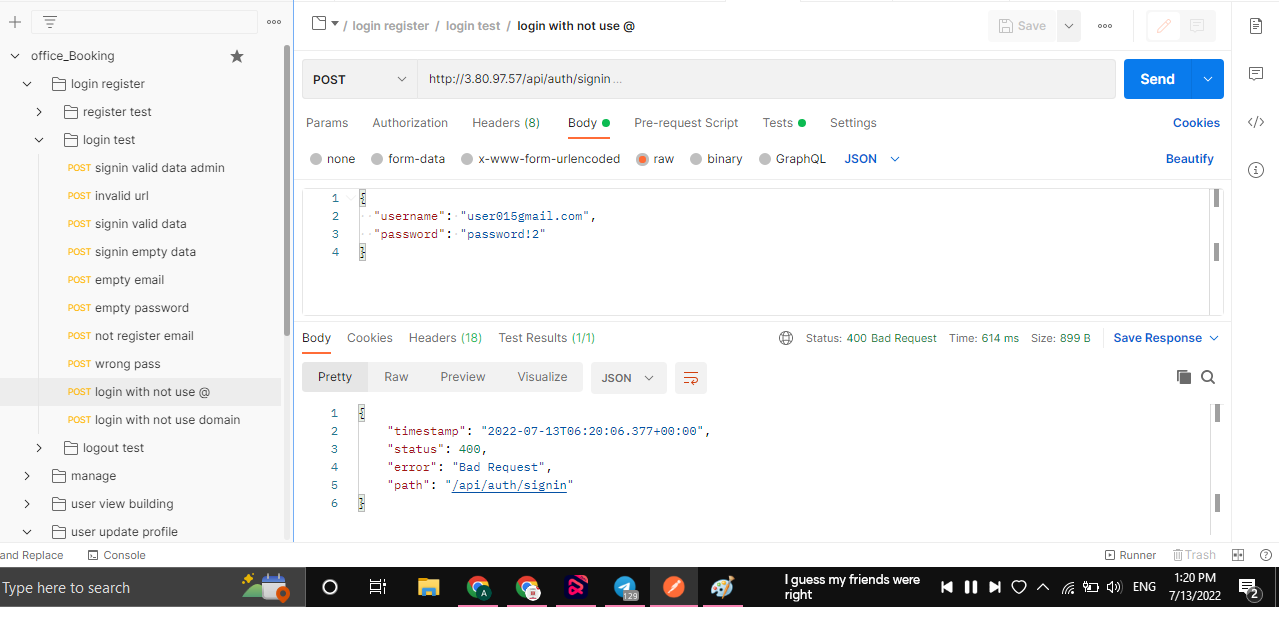 / login register / login test / login with not use @
Save
office_Booking
login register
register test
login test
POST signin valid data admin
POST invalid url
POST signin valid data
POST signin empty data
POST empty email
POST empty password
POST not register email
POST wrong pass
POST login with not use @
POST login with not use domain
logout test
manage
user view building
user update profile
POST
http://3.80.97.57/api/auth/signin ...
Send
Params Authorization Headers (8) Body Pre-request Script Tests Settings Cookies
none form-data x-www-form-urlencoded raw binary GraphQL JSON Beautify
1 {
2 "username": "user015gmail.com",
3 "password": "password!2"
4 }
Body Cookies Headers (18) Test Results (1/1) Status: 400 Bad Request Time: 614 ms Size: 899 B Save Response
Pretty Raw Preview Visualize JSON
1 {
2 "timestamp": "2022-07-13T06:20:06.377+00:00",
3 "status": 400,
4 "error": "Bad Request",
5 "path": "/api/auth/signin"
6 }
and Replace Console Runner Trash
Type here to search
A
129
I guess my friends were
right
ENG
1:20 PM
7/13/2022
2